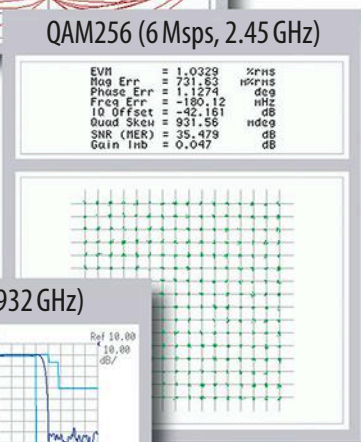 QAM256 (6 Msps, 2.45 GHz)
EVM = 1.0329 %rms
Mag Err = 731.63 m%rms
Phase Err = 1.1274 deg
Freq Err = -180.12 mHz
IQ Offset = -42.161 dB
Quad Skew = 931.56 mdeg
SNR (MER) = 35.479 dB
Gain Imb = 0.047 dB
932 GHz)
Ref 10.00
10.00
dB/